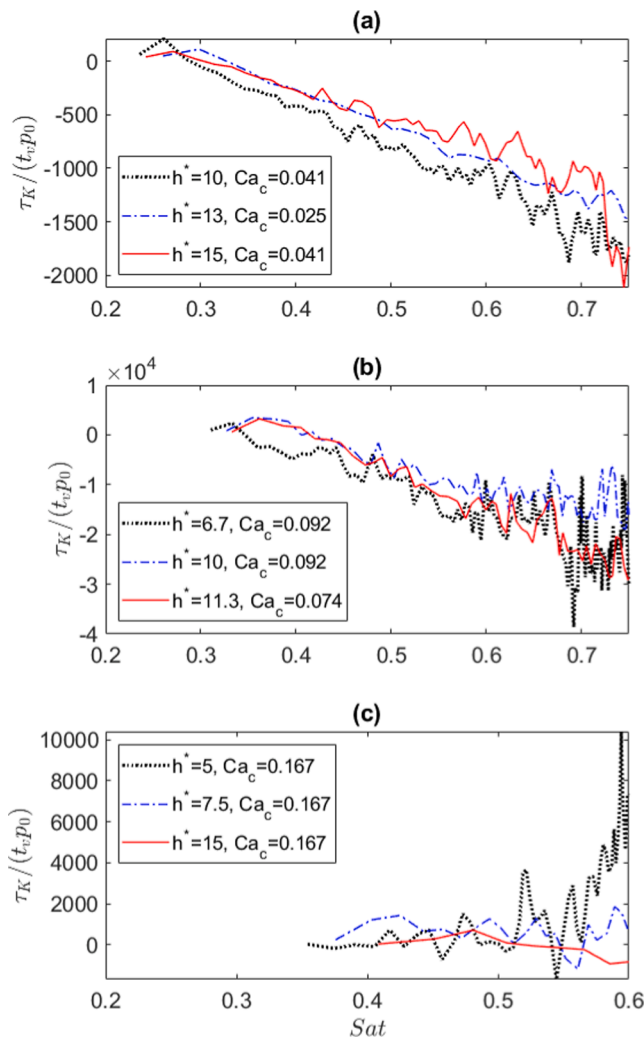 (a)
0
-500
-1000
-1500
-2000
τ_K/(t_v p_0)
h*=10, Ca_c=0.041
h*=13, Ca_c=0.025
h*=15, Ca_c=0.041
0.2 0.3 0.4 0.5 0.6 0.7
(b)
×10^4
1
0
-1
-2
-3
-4
τ_K/(t_v p_0)
h*=6.7, Ca_c=0.092
h*=10, Ca_c=0.092
h*=11.3, Ca_c=0.074
0.2 0.3 0.4 0.5 0.6 0.7
(c)
10000
8000
6000
4000
2000
0
τ_K/(t_v p_0)
h*=5, Ca_c=0.167
h*=7.5, Ca_c=0.167
h*=15, Ca_c=0.167
0.2 0.3 0.4 0.5 0.6
Sat